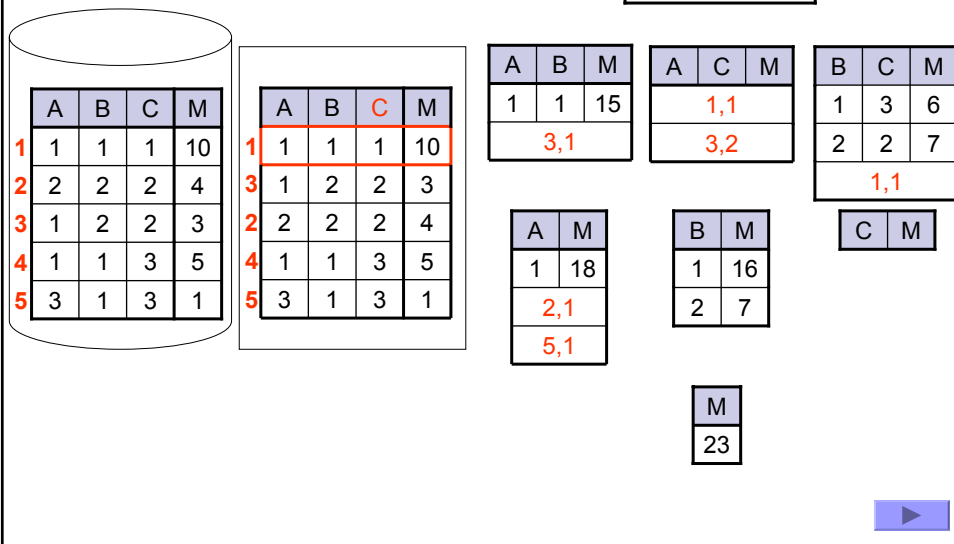 A B C M
1 1 1 1 10
2 2 2 2 4
3 1 2 2 3
4 1 1 3 5
5 3 1 3 1
A B C M
1 1 1 1 10
3 1 2 2 3
2 2 2 2 4
4 1 1 3 5
5 3 1 3 1
A B M
1 1 15
3,1
A C M
1,1
3,2
B C M
1 3 6
2 2 7
1,1
A M
1 18
2,1
5,1
B M
1 16
2 7
C M
M
23